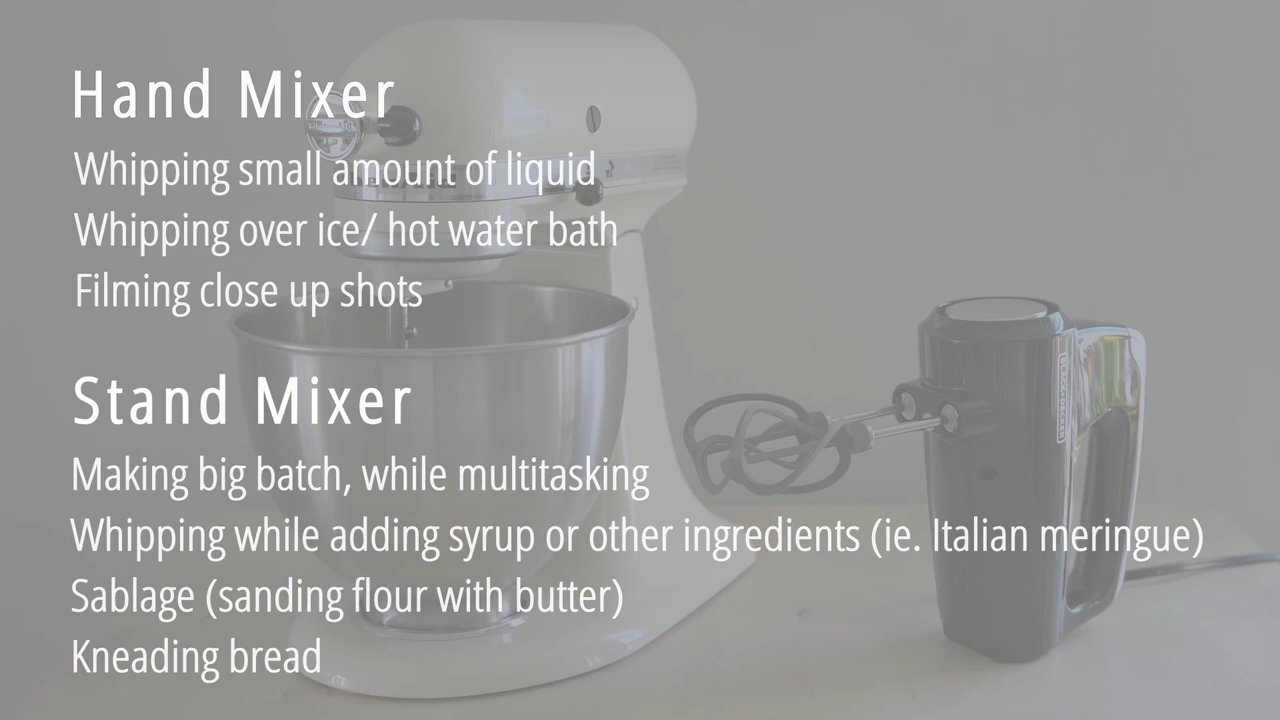 Hand Mixer
Whipping small amount of liquid
Whipping over ice/ hot water bath
Filming close up shots
Stand Mixer
Making big batch, while multitasking
Whipping while adding syrup or other ingredients (ie. Italian meringue)
Sablage (sanding flour with butter)
Kneading bread